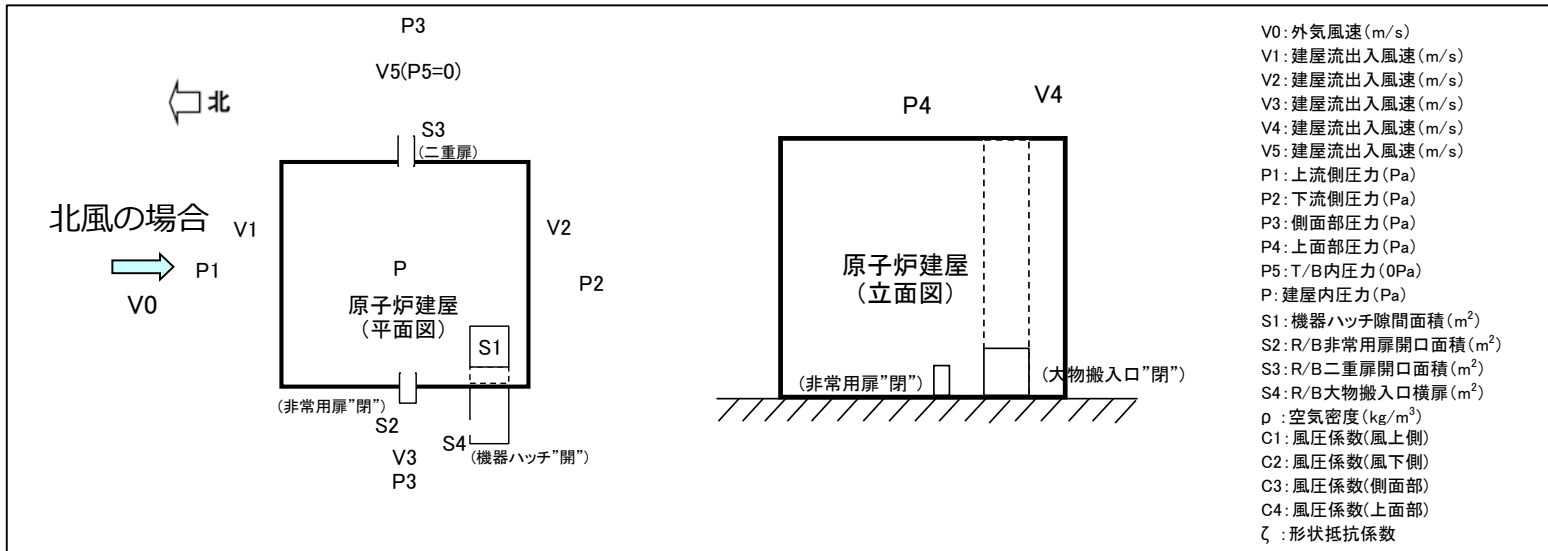 P3
V5(P5=0)
北
S3
(二重扉)
北風の場合
V0
V1
P1
P
原子炉建屋
(平面図)
V2
P2
S1
(非常用扉”閉”)
S2
S4
(機器ハッチ”開”)
V3
P3
P4
V4
原子炉建屋
(立面図)
(非常用扉”閉”)
(大物搬入口”閉”)
V0:外気風速(m/s)
V1:建屋流出入風速(m/s)
V2:建屋流出入風速(m/s)
V3:建屋流出入風速(m/s)
V4:建屋流出入風速(m/s)
V5:建屋流出入風速(m/s)
P1:上流側圧力(Pa)
P2:下流側圧力(Pa)
P3:側面部圧力(Pa)
P4:上面部圧力(Pa)
P5:T/B内圧力(0Pa)
P:建屋内圧力(Pa)
S1:機器ハッチ隙間面積(m²)
S2:R/B非常用扉開口面積(m²)
S3:R/B二重扉開口面積(m²)
S4:R/B大物搬入口横扉(m²)
ρ:空気密度(kg/m³)
C1:風圧係数(風上側)
C2:風圧係数(風下側)
C3:風圧係数(側面部)
C4:風圧係数(上面部)
ζ:形状抵抗係数